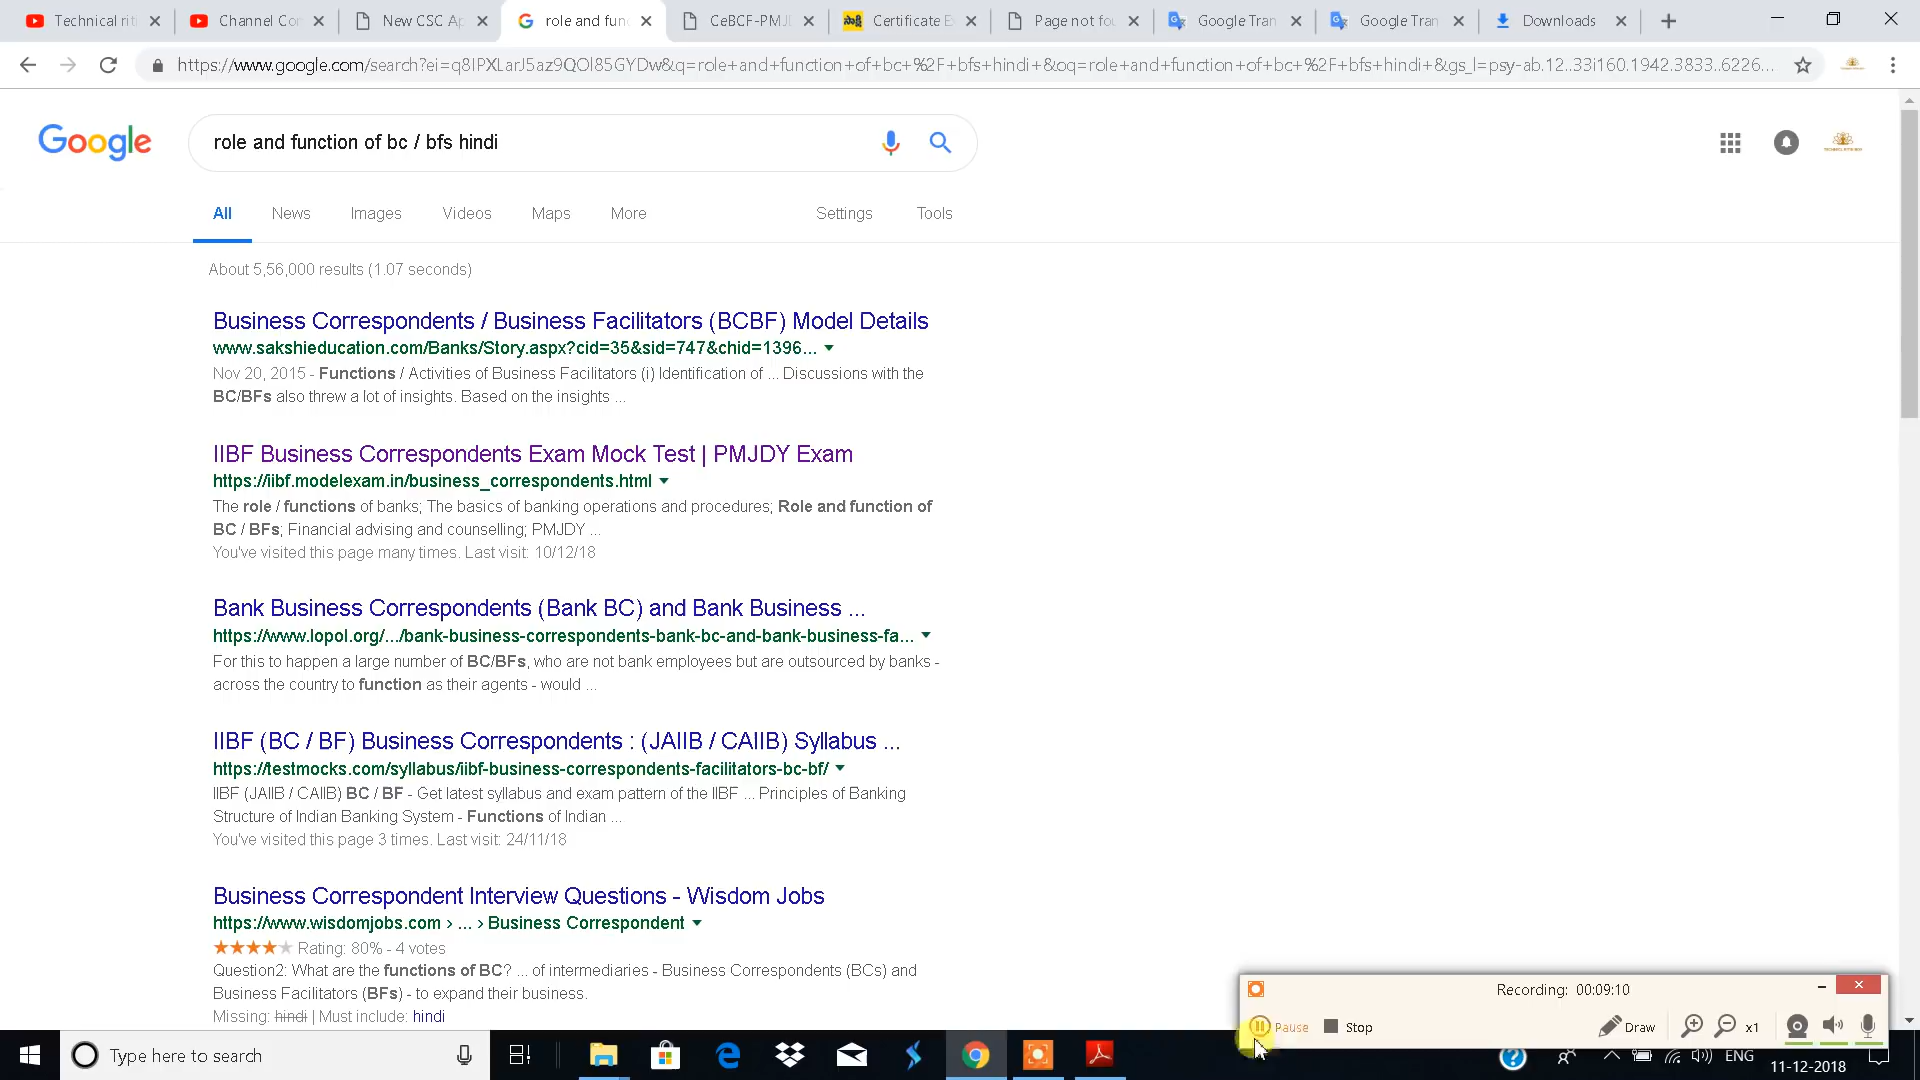 Technical rit
Channel Con
New CSC Ap
role and fun
CeBCF-PMJD
Certificate Ex
Page not fou
Google Tran
Google Tran
Downloads
https://www.google.com/search?ei=q8IPXLarJ5az9QOl85GYDw&q=role+and+function+of+bc+%2F+bfs+hindi+&oq=role+and+function+of+bc+%2F+bfs+hindi+&gs_l=psy-ab.12..33i160.1942.3833..6226...
Google
role and function of bc / bfs hindi
All News Images Videos Maps More Settings Tools
About 5,56,000 results (1.07 seconds)
Business Correspondents / Business Facilitators (BCBF) Model Details
www.sakshieducation.com/Banks/Story.aspx?cid=35&sid=747&chid=1396...
Nov 20, 2015 - Functions / Activities of Business Facilitators (i) Identification of ... Discussions with the
BC/BFs also threw a lot of insights. Based on the insights ...
IIBF Business Correspondents Exam Mock Test | PMJDY Exam
https://iibf.modelexam.in/business_correspondents.html
The role / functions of banks; The basics of banking operations and procedures; Role and function of
BC / BFs; Financial advising and counselling; PMJDY ...
You've visited this page many times. Last visit: 10/12/18
Bank Business Correspondents (Bank BC) and Bank Business ...
https://www.lopol.org/.../bank-business-correspondents-bank-bc-and-bank-business-fa...
For this to happen a large number of BC/BFs, who are not bank employees but are outsourced by banks -
across the country to function as their agents - would ...
IIBF (BC / BF) Business Correspondents : (JAIIB / CAIIB) Syllabus ...
https://testmocks.com/syllabus/iibf-business-correspondents-facilitators-bc-bf/
IIBF (JAIIB / CAIIB) BC / BF - Get latest syllabus and exam pattern of the IIBF ... Principles of Banking
Structure of Indian Banking System - Functions of Indian ...
You've visited this page 3 times. Last visit: 24/11/18
Business Correspondent Interview Questions - Wisdom Jobs
https://www.wisdomjobs.com › ... › Business Correspondent
Rating: 80% - 4 votes
Question2: What are the functions of BC? ... of intermediaries - Business Correspondents (BCs) and
Business Facilitators (BFs) - to expand their business.
Missing: hindi | Must include: hindi
Recording: 00:09:10
Pause Stop Draw x1
Type here to search
ENG
11-12-2018